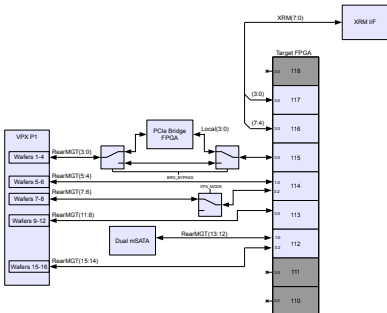 XRM(7:0)
XRM I/F
Target FPGA
118
(3:0)
117
(7:4)
116
PCIe Bridge
FPGA
Local(3:0)
VPX P1
RearMGT(3:0)
Wafers 1-4
115
BRG_BYPASS
RearMGT(5:4)
Wafers 5-6
114
VPX_MODE
RearMGT(7:6)
Wafers 7-8
RearMGT(11:8)
Wafers 9-12
113
RearMGT(13:12)
Dual mSATA
112
RearMGT(15:14)
Wafers 15-16
111
110